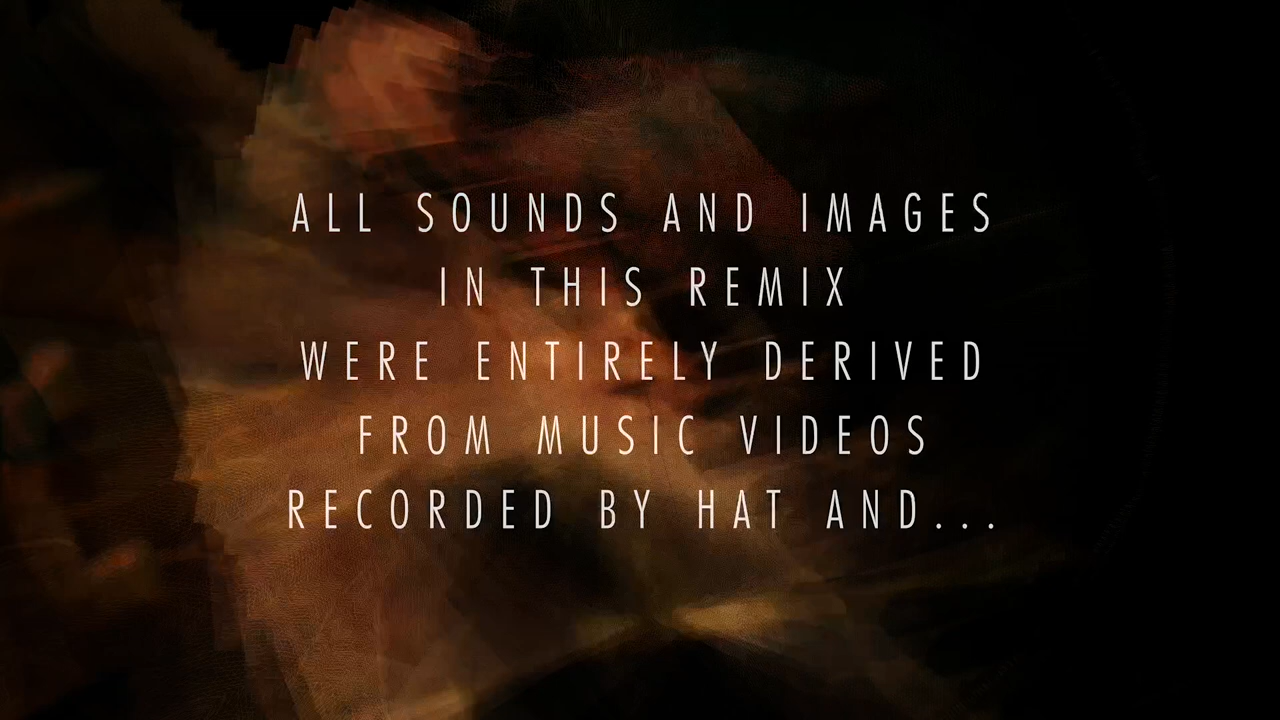 ALL SOUNDS AND IMAGES
IN THIS REMIX
WERE ENTIRELY DERIVED
FROM MUSIC VIDEOS
RECORDED BY HAT AND...